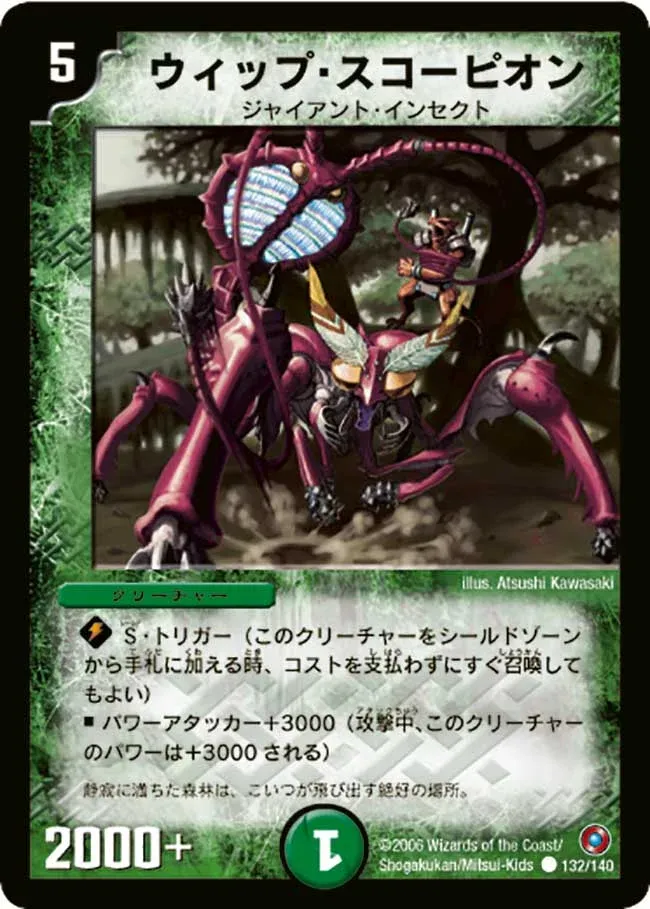 5
ウィップ・スコーピオン
ジャイアント・インセクト
illus. Atsushi Kawasaki
クリーチャー
S・トリガー（このクリーチャーをシールドゾーン
から手札に加える時、コストを支払わずにすぐ召喚して
もよい）
■ パワーアタッカー+3000（攻撃中、このクリーチャー
のパワーは+3000 される）
静寂に満ちた森林は、こいつが飛び出す絶好の場所。
2000+
1
©2006 Wizards of the Coast/
Shogakukan/Mitsui-Kids ● 132/140